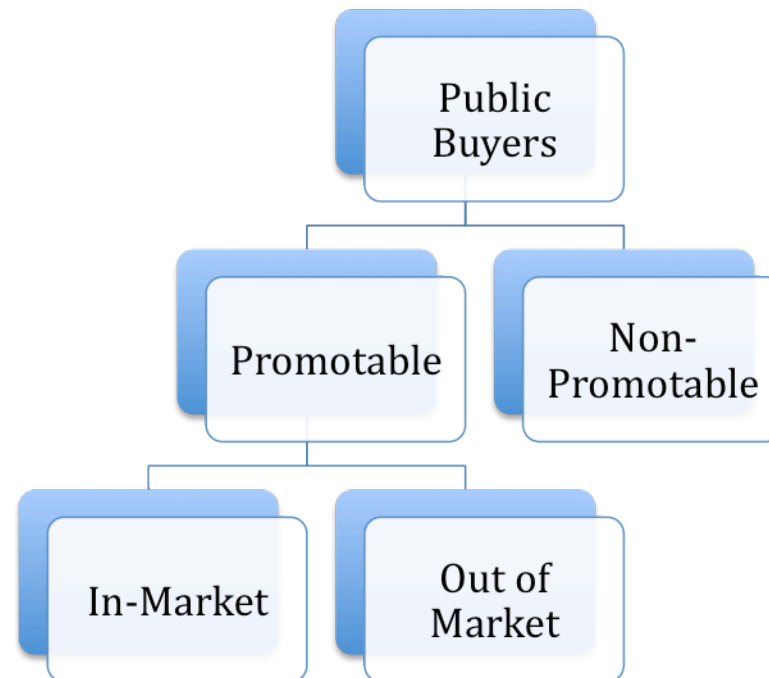 Public
Buyers
Promotable
Non-
Promotable
In-Market
Out of
Market